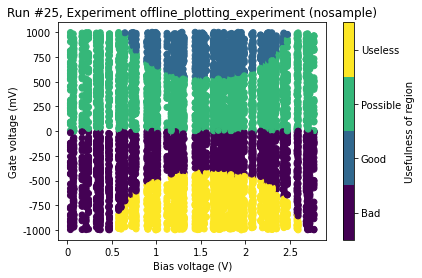 Run #25, Experiment offline_plotting_experiment (nosample)
1000
750
500
250
0
-250
-500
-750
-1000
Gate voltage (mV)
0
0.5
1
1.5
2
2.5
Bias voltage (V)
Useless
Possible
Good
Bad
Usefulness of region